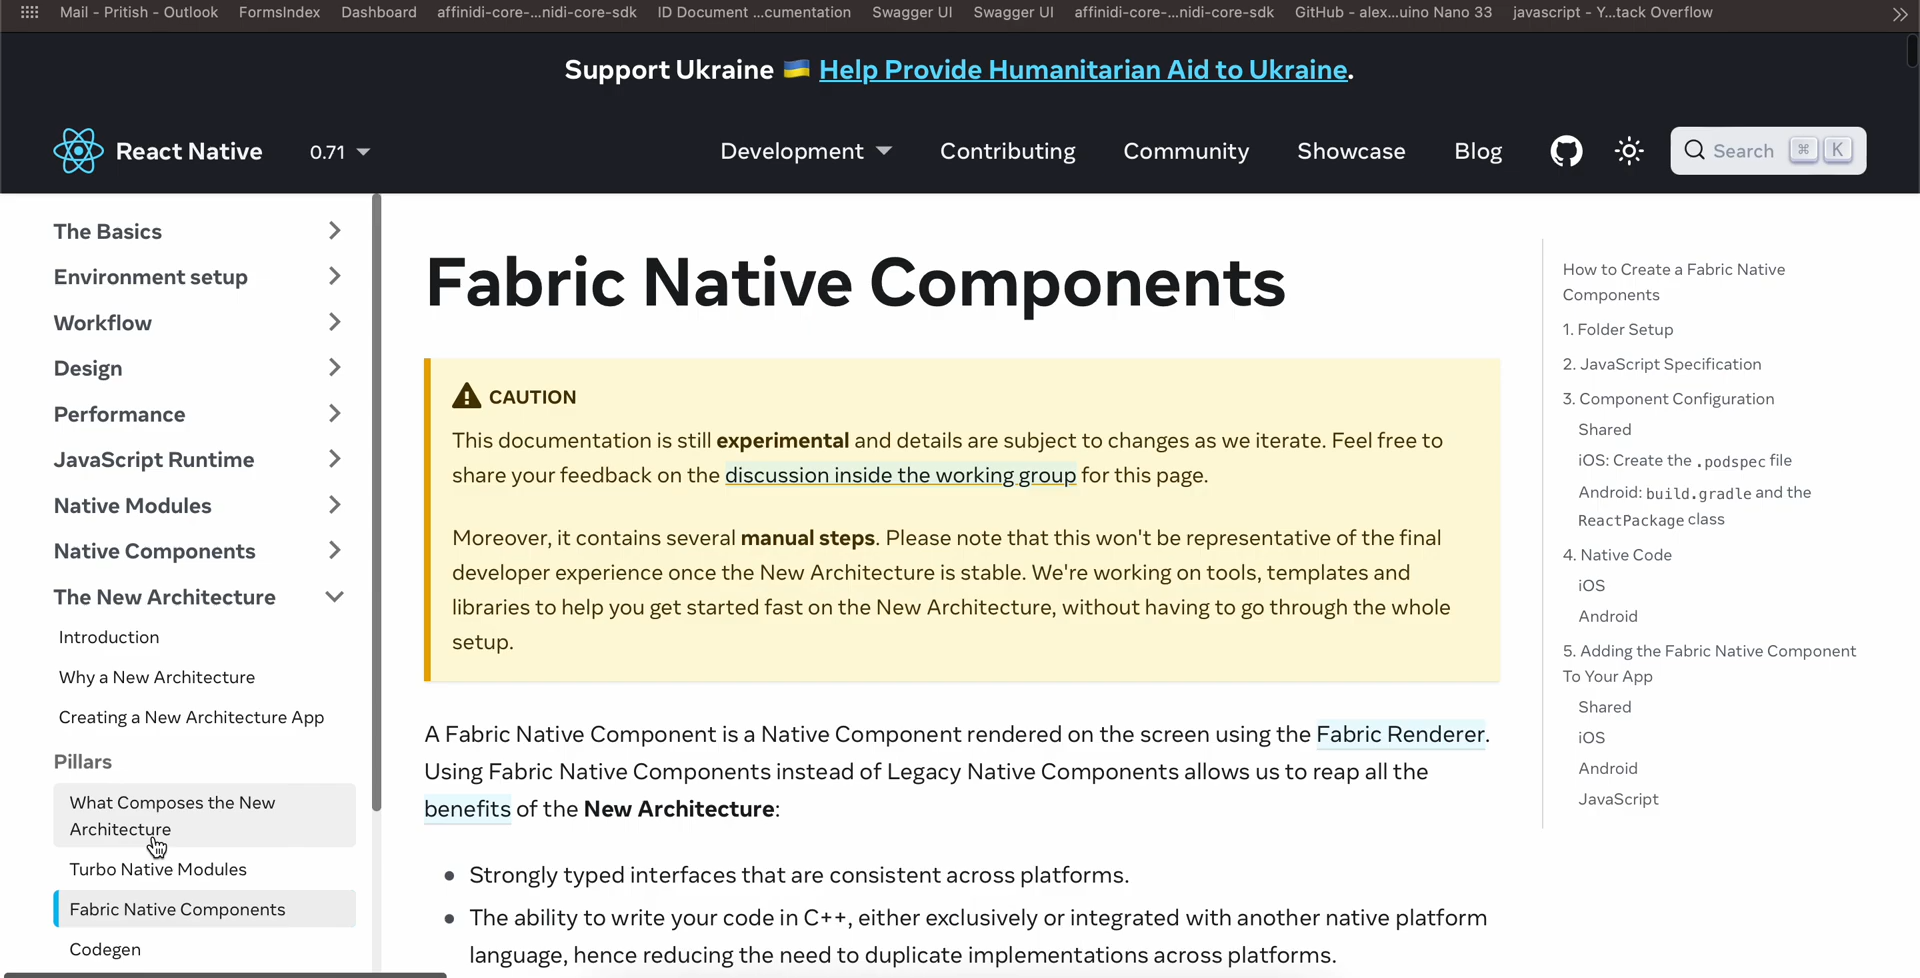 Mail - Pritish - Outlook FormsIndex Dashboard affinidi-core-...nidi-core-sdk ID Document ...cumentation Swagger UI Swagger UI affinidi-core-...nidi-core-sdk GitHub - alex...uino Nano 33 javascript - Y...tack Overflow
Support Ukraine 🇺🇦 Help Provide Humanitarian Aid to Ukraine.
React Native 0.71 Development Contributing Community Showcase Blog Search ⌘ K
The Basics
Environment setup
Workflow
Design
Performance
JavaScript Runtime
Native Modules
Native Components
The New Architecture
Introduction
Why a New Architecture
Creating a New Architecture App
Pillars
What Composes the New
Architecture
Turbo Native Modules
Fabric Native Components
Codegen
Fabric Native Components
CAUTION
This documentation is still experimental and details are subject to changes as we iterate. Feel free to
share your feedback on the discussion inside the working group for this page.
Moreover, it contains several manual steps. Please note that this won't be representative of the final
developer experience once the New Architecture is stable. We're working on tools, templates and
libraries to help you get started fast on the New Architecture, without having to go through the whole
setup.
A Fabric Native Component is a Native Component rendered on the screen using the Fabric Renderer.
Using Fabric Native Components instead of Legacy Native Components allows us to reap all the
benefits of the New Architecture:
• Strongly typed interfaces that are consistent across platforms.
• The ability to write your code in C++, either exclusively or integrated with another native platform
language, hence reducing the need to duplicate implementations across platforms.
How to Create a Fabric Native
Components
1. Folder Setup
2. JavaScript Specification
3. Component Configuration
Shared
iOS: Create the .podspec file
Android: build.gradle and the
ReactPackage class
4. Native Code
iOS
Android
5. Adding the Fabric Native Component
To Your App
Shared
iOS
Android
JavaScript